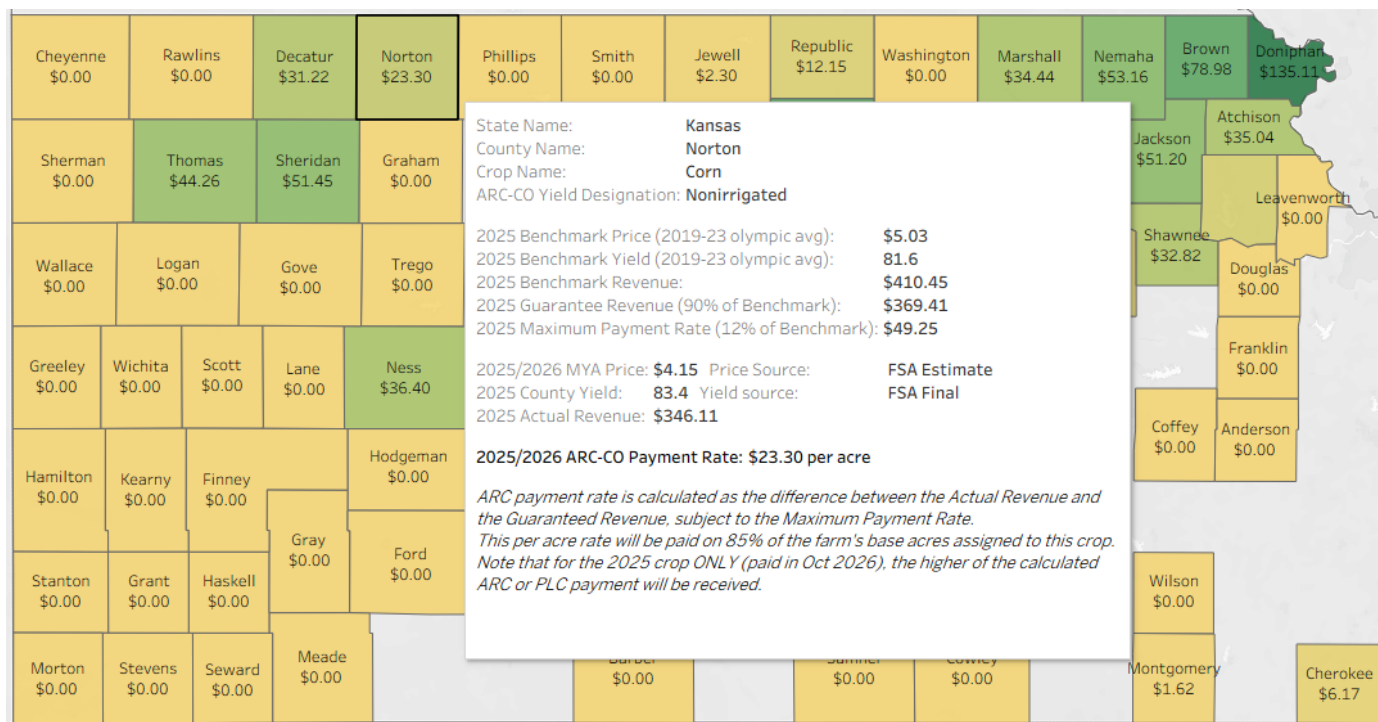 Cheyenne
$0.00
Rawlins
$0.00
Decatur
$31.22
Norton
$23.30
Phillips
$0.00
Smith
$0.00
Jewell
$2.30
Republic
$12.15
Washington
$0.00
Marshall
$34.44
Nemaha
$53.16
Brown
$78.98
Doniphan
$135.11
Sherman
$0.00
Thomas
$44.26
Sheridan
$51.45
Graham
$0.00
Jackson
$51.20
Atchison
$35.04
Leavenworth
$0.00
Wallace
$0.00
Logan
$0.00
Gove
$0.00
Trego
$0.00
Shawnee
$32.82
Douglas
$0.00
Greeley
$0.00
Wichita
$0.00
Scott
$0.00
Lane
$0.00
Ness
$36.40
Franklin
$0.00
Coffey
$0.00
Anderson
$0.00
Hamilton
$0.00
Kearny
$0.00
Finney
$0.00
Hodgeman
$0.00
Gray
$0.00
Ford
$0.00
Stanton
$0.00
Grant
$0.00
Haskell
$0.00
Wilson
$0.00
Morton
$0.00
Stevens
$0.00
Seward
$0.00
Meade
$0.00
Barber
$0.00
Sumner
$0.00
Cowley
$0.00
Montgomery
$1.62
Cherokee
$6.17
State Name: Kansas
County Name: Norton
Crop Name: Corn
ARC-CO Yield Designation: Nonirrigated
2025 Benchmark Price (2019-23 olympic avg): $5.03
2025 Benchmark Yield (2019-23 olympic avg): 81.6
2025 Benchmark Revenue: $410.45
2025 Guarantee Revenue (90% of Benchmark): $369.41
2025 Maximum Payment Rate (12% of Benchmark): $49.25
2025/2026 MYA Price: $4.15 Price Source: FSA Estimate
2025 County Yield: 83.4 Yield source: FSA Final
2025 Actual Revenue: $346.11
2025/2026 ARC-CO Payment Rate: $23.30 per acre
ARC payment rate is calculated as the difference between the Actual Revenue and
the Guaranteed Revenue, subject to the Maximum Payment Rate.
This per acre rate will be paid on 85% of the farm's base acres assigned to this crop.
Note that for the 2025 crop ONLY (paid in Oct 2026), the higher of the calculated
ARC or PLC payment will be received.